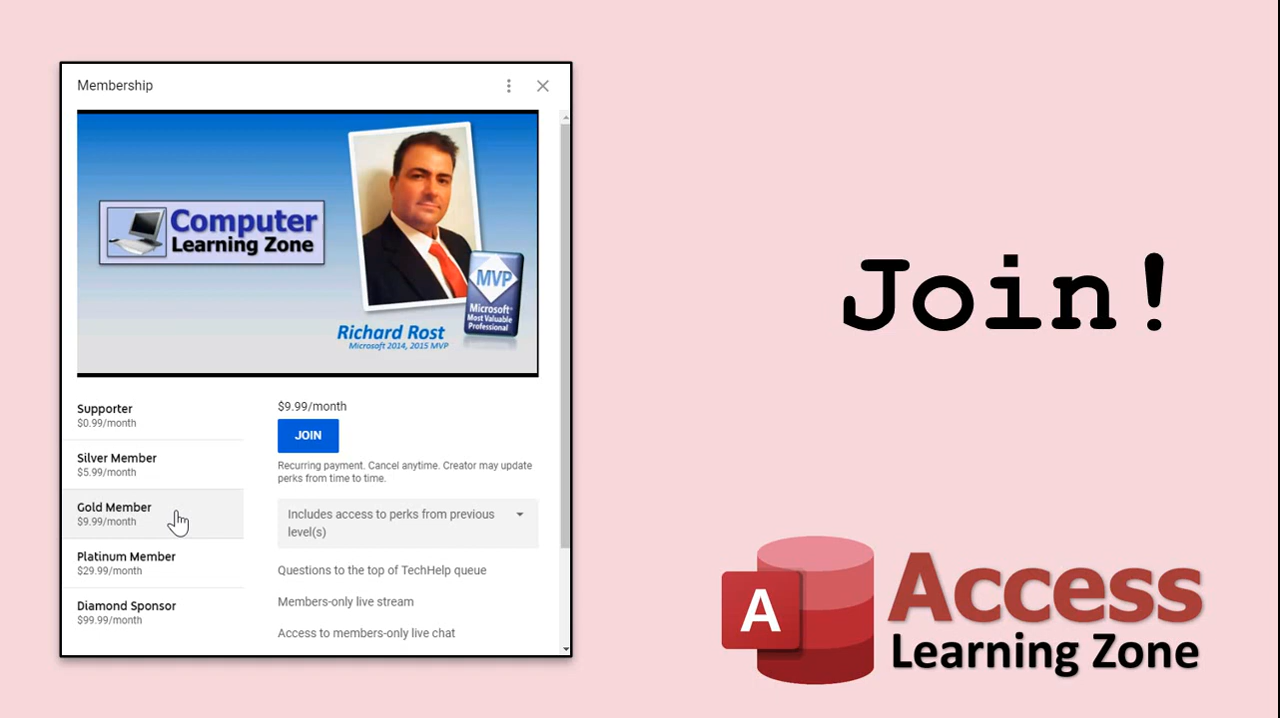 Membership
Computer
Learning Zone
MVP
Microsoft®
Most Valuable
Professional
Richard Rost
Microsoft 2014, 2015 MVP
Supporter
$0.99/month
Silver Member
$5.99/month
Gold Member
$9.99/month
Platinum Member
$29.99/month
Diamond Sponsor
$99.99/month
$9.99/month
JOIN
Recurring payment. Cancel anytime. Creator may update
perks from time to time.
Includes access to perks from previous
level(s)
Questions to the top of TechHelp queue
Members-only live stream
Access to members-only live chat
Join!
A
Access
Learning Zone